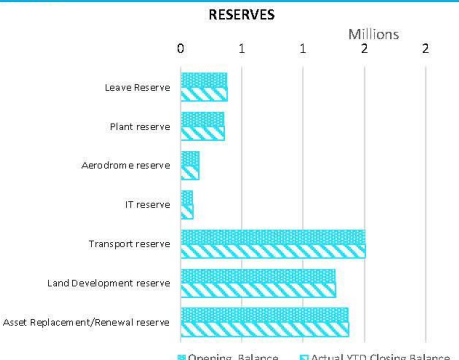 RESERVES
Millions
0 1 1 2 2
Leave Reserve
Plant reserve
Aerodrome reserve
IT reserve
Transport reserve
Land Development reserve
Asset Replacement/Renewal reserve
Opening Balance Actual YTD Closing Balance